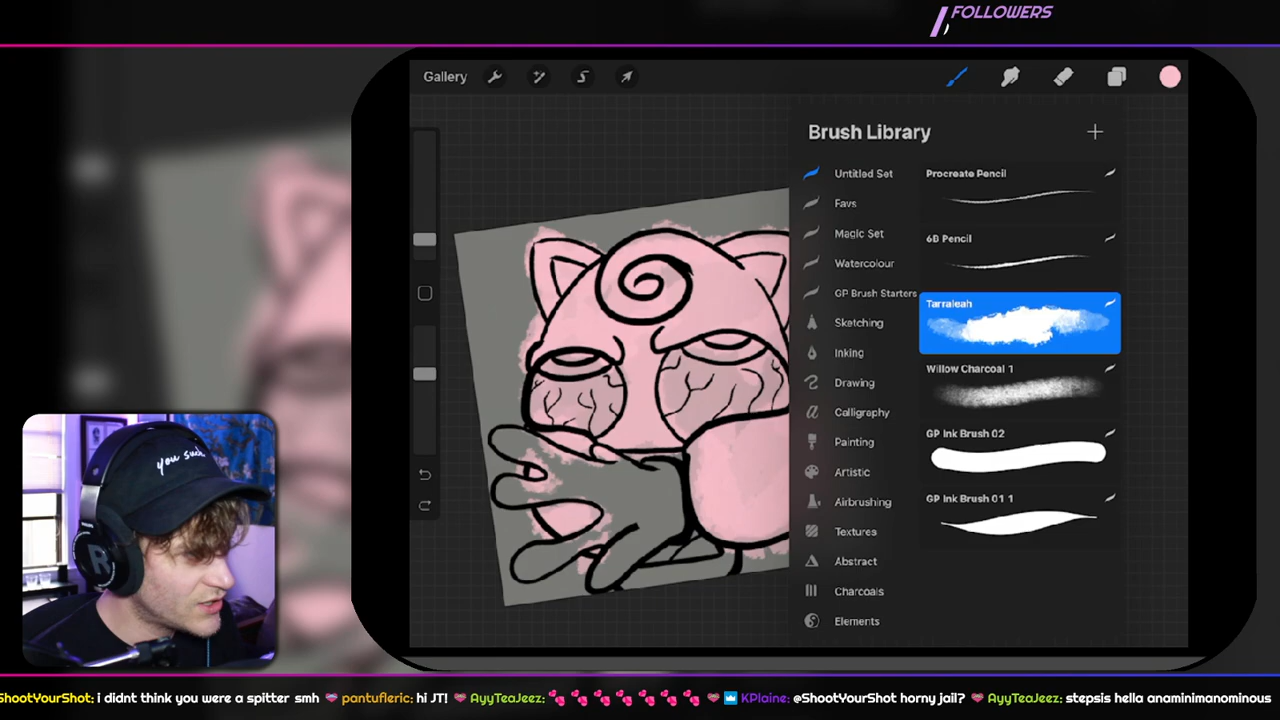 FOLLOWERS
Gallery
Brush Library
Untitled Set
Favs
Magic Set
Watercolour
GP Brush Starters
Sketching
Inking
Drawing
Calligraphy
Painting
Artistic
Airbrushing
Textures
Abstract
Charcoals
Elements
Procreate Pencil
6B Pencil
Tarraleah
Willow Charcoal 1
GP Ink Brush 02
GP Ink Brush 01 1
you suck
ShootYourShot: i didnt think you were a spitter smh pantufleric: hi JT! AyyTeaJeez: KPlaine: @ShootYourShot horny jail? AyyTeaJeez: stepsis hella anaminimanominous